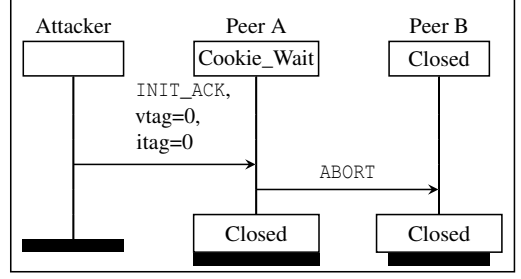 Attacker Peer A Peer B
Cookie_Wait Closed
INIT_ACK,
vtag=0,
itag=0
ABORT
Closed Closed